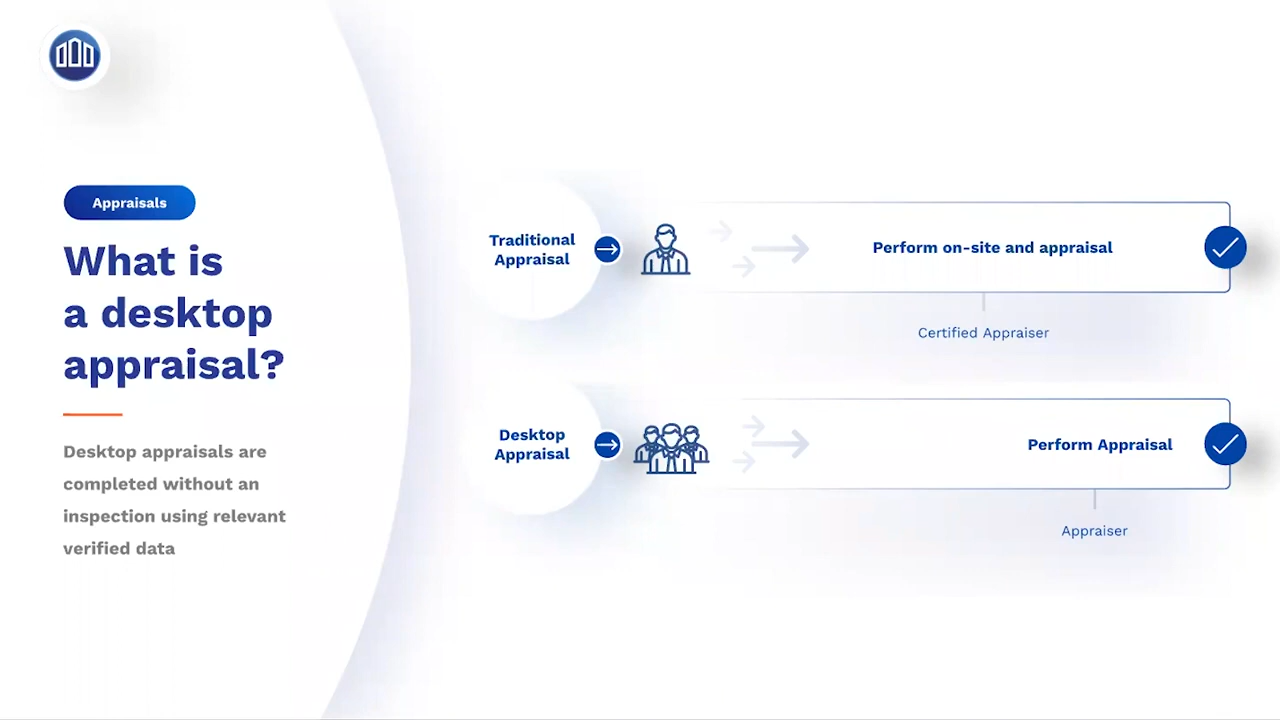 Appraisals
What is
a desktop
appraisal?
Desktop appraisals are
completed without an
inspection using relevant
verified data
Traditional
Appraisal
Perform on-site and appraisal
Certified Appraiser
Desktop
Appraisal
Perform Appraisal
Appraiser